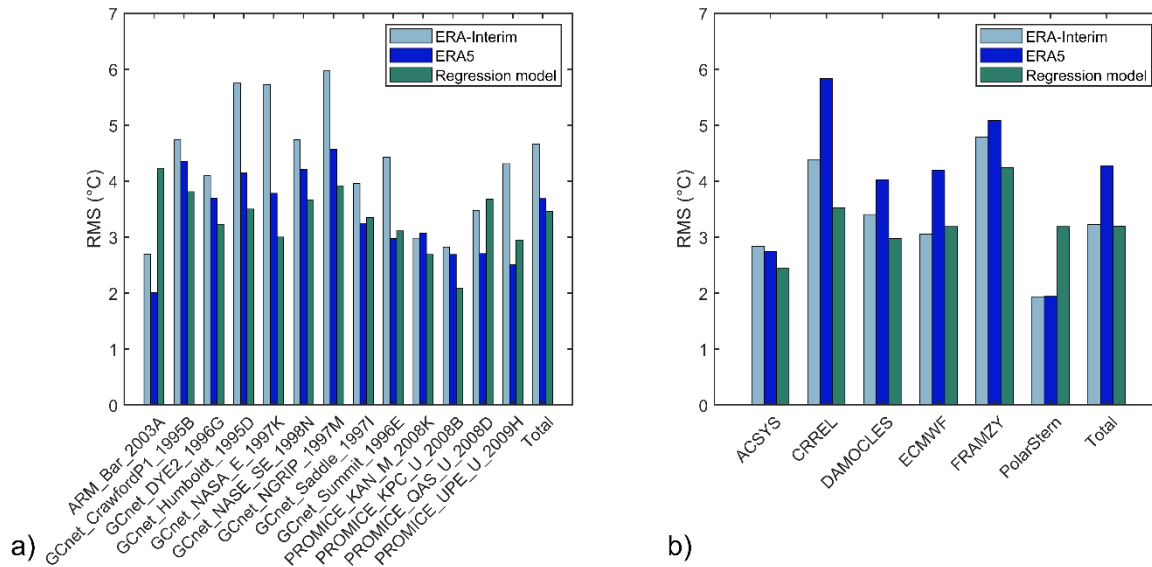 7
6
5
4
3
2
1
0
RMS (°C)
ERA-Interim
ERA5
Regression model
ARM_Bar_2003A
GCnet_CrawfordP1_1995B
GCnet_DYE2_1996G
GCnet_Humboldt_1995D
GCnet_NASA_E_1997K
GCnet_NASE_SE_1998N
GCnet_NGRIP_1997M
GCnet_Saddle_1997I
GCnet_Summit_1996E
PROMICE_KAN_M_2008K
PROMICE_KPC_U_2008B
PROMICE_QAS_U_2008D
PROMICE_UPE_U_2009H
Total
a)
7
6
5
4
3
2
1
0
RMS (°C)
ERA-Interim
ERA5
Regression model
ACSYS
CRREL
DAMOCLES
ECMWF
FRAMZY
PolarStern
Total
b)